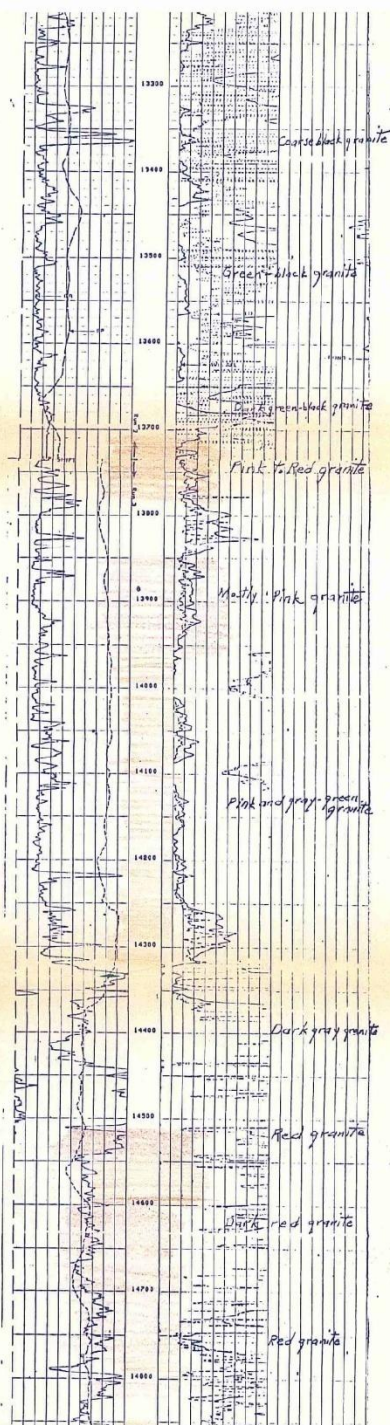 13300
Coarse black granite
13400
13500
Green-black granite
13600
Dark green-black granite
13700
Pink to Red granite
13800
13900
Mostly Pink granite
14000
14100
Pink and gray-green
granite
14200
14300
14400
Dark gray granite
14500
Red granite
14600
Dark red granite
14700
Red granite
14800